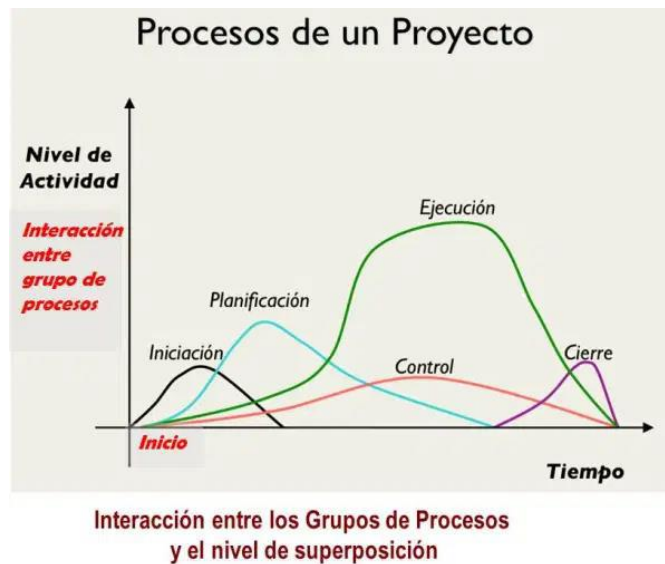 Procesos de un Proyecto
Nivel de
Actividad
Interacción
entre
grupo de
procesos
Ejecución
Planificación
Iniciación
Control
Cierre
Inicio
Tiempo
Interacción entre los Grupos de Procesos
y el nivel de superposición